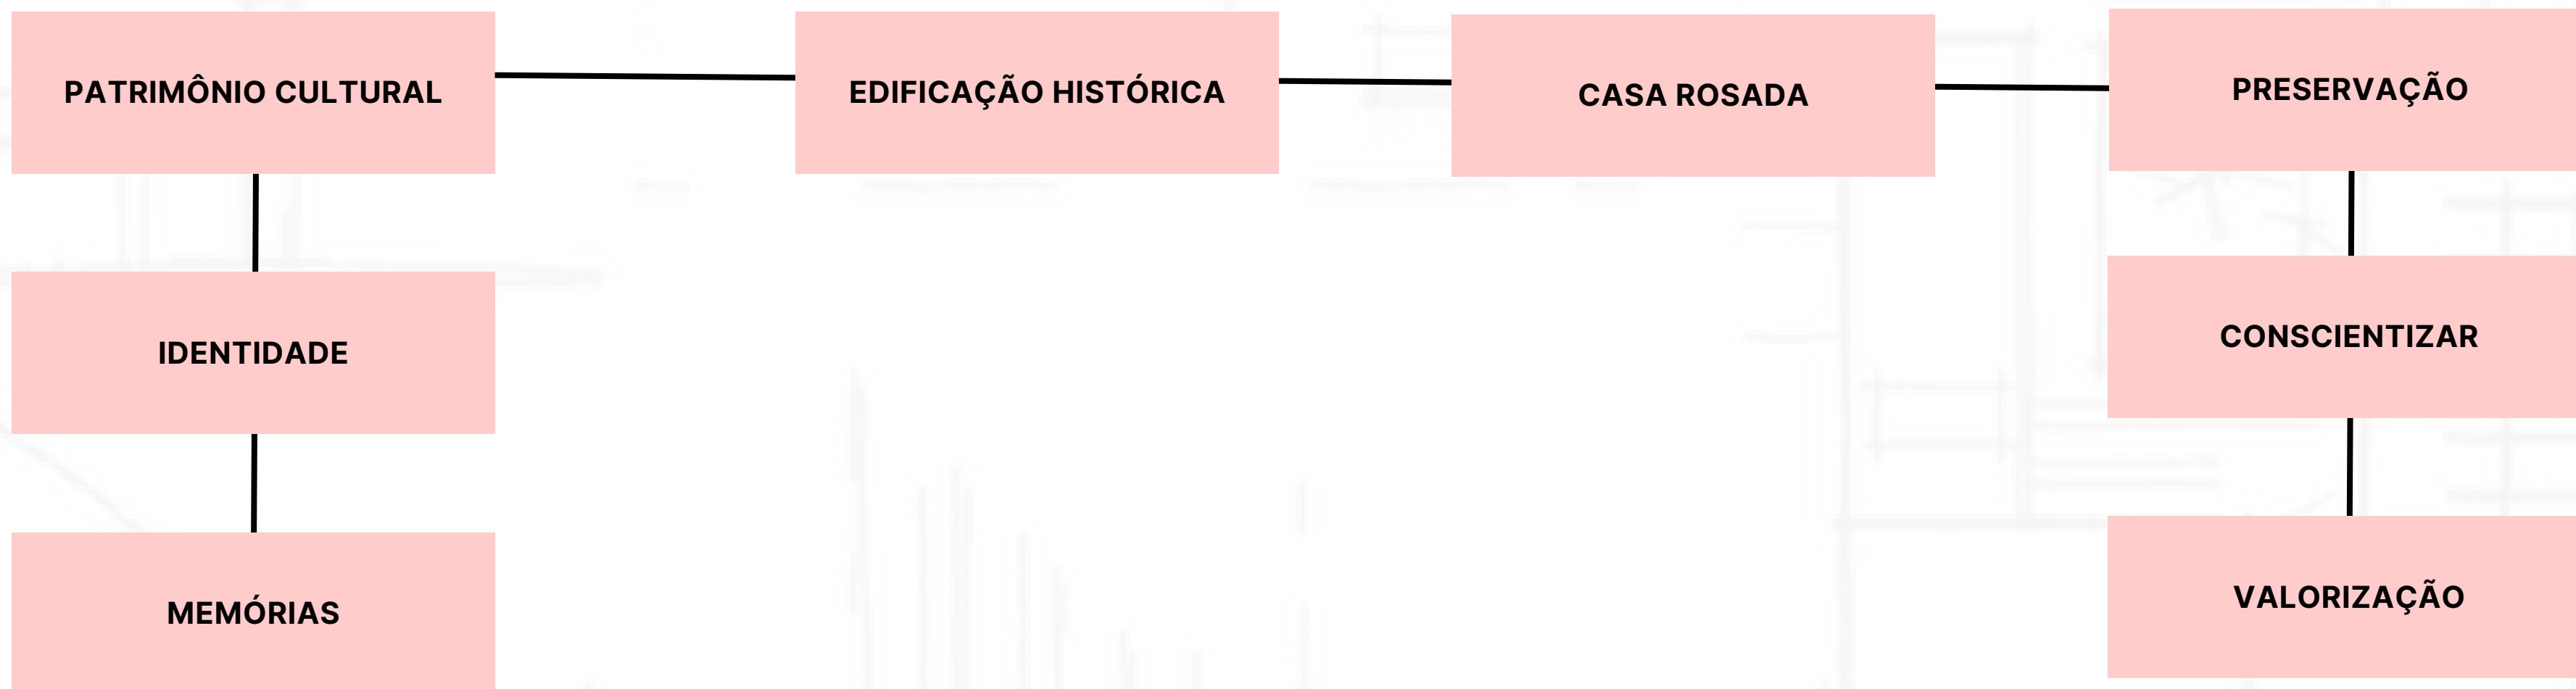 PATRIMÔNIO CULTURAL
EDIFICAÇÃO HISTÓRICA
CASA ROSADA
PRESERVAÇÃO
IDENTIDADE
CONSCIENTIZAR
MEMÓRIAS
VALORIZAÇÃO